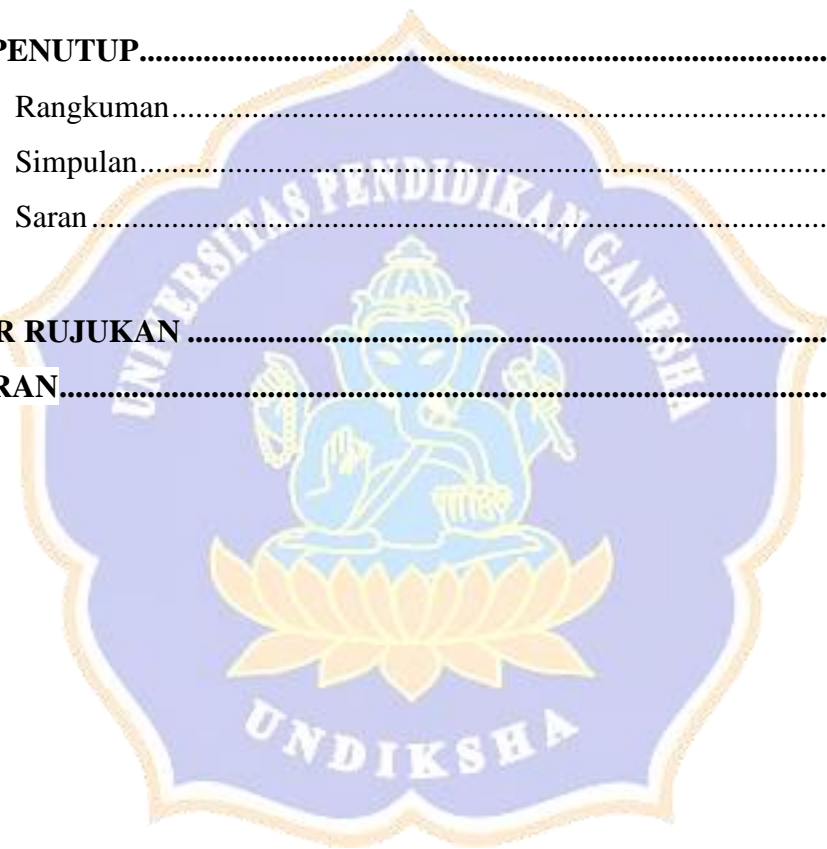 PENUTUP
Rangkuman
Simpulan
Saran
R RUJUKAN
RAN
UNIVERSITAS PENDIDIKAN GANESHA
UNDIKSHA